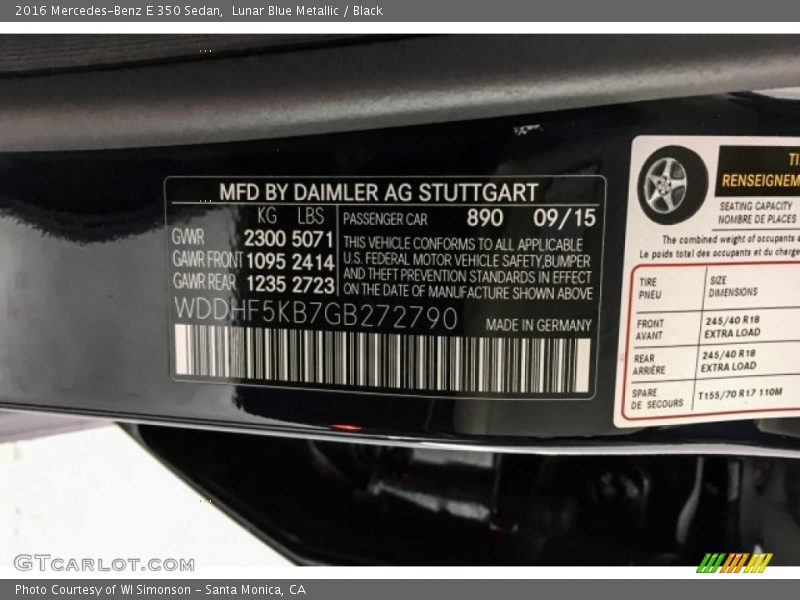 2016 Mercedes-Benz E 350 Sedan, Lunar Blue Metallic / Black
MFD BY DAIMLER AG STUTTGART
KG LBS
GVWR 2300 5071
GAWR FRONT 1095 2414
GAWR REAR 1235 2723
PASSENGER CAR 890 09/15
THIS VEHICLE CONFORMS TO ALL APPLICABLE
U.S. FEDERAL MOTOR VEHICLE SAFETY, BUMPER
AND THEFT PREVENTION STANDARDS IN EFFECT
ON THE DATE OF MANUFACTURE SHOWN ABOVE
WDDHF5KB7GB272790 MADE IN GERMANY
RENSEIGNEM
SEATING CAPACITY
NOMBRE DE PLACES
The combined weight of occupants
Le poids total des occupants et du charge
TIRE SIZE
PNEU DIMENSIONS
FRONT 245/40 R18
AVANT EXTRA LOAD
REAR 245/40 R18
ARRIÈRE EXTRA LOAD
SPARE T155/70 R17 110M
DE SECOURS
GTCARLOT.COM
Photo Courtesy of WI Simonson - Santa Monica, CA